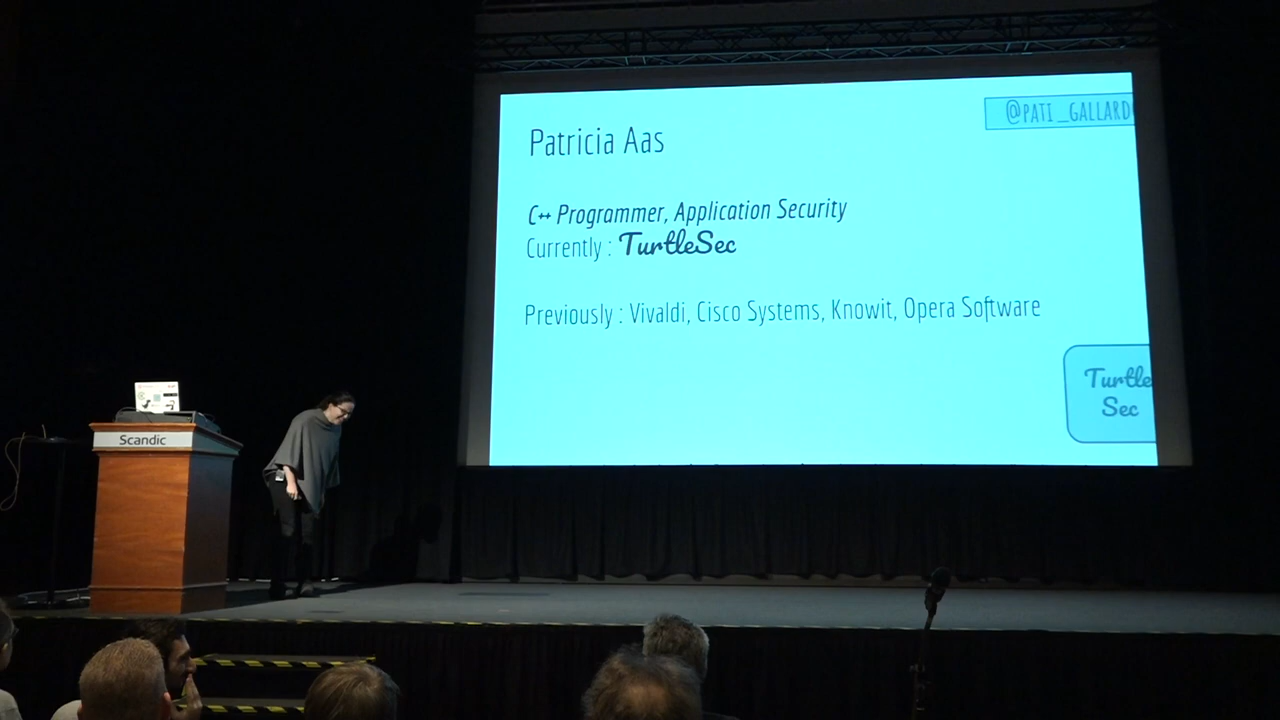 @PATI_GALLARD
Patricia Aas
C++ Programmer, Application Security
Currently : TurtleSec
Previously : Vivaldi, Cisco Systems, Knowit, Opera Software
Turtle
Sec
Scandic